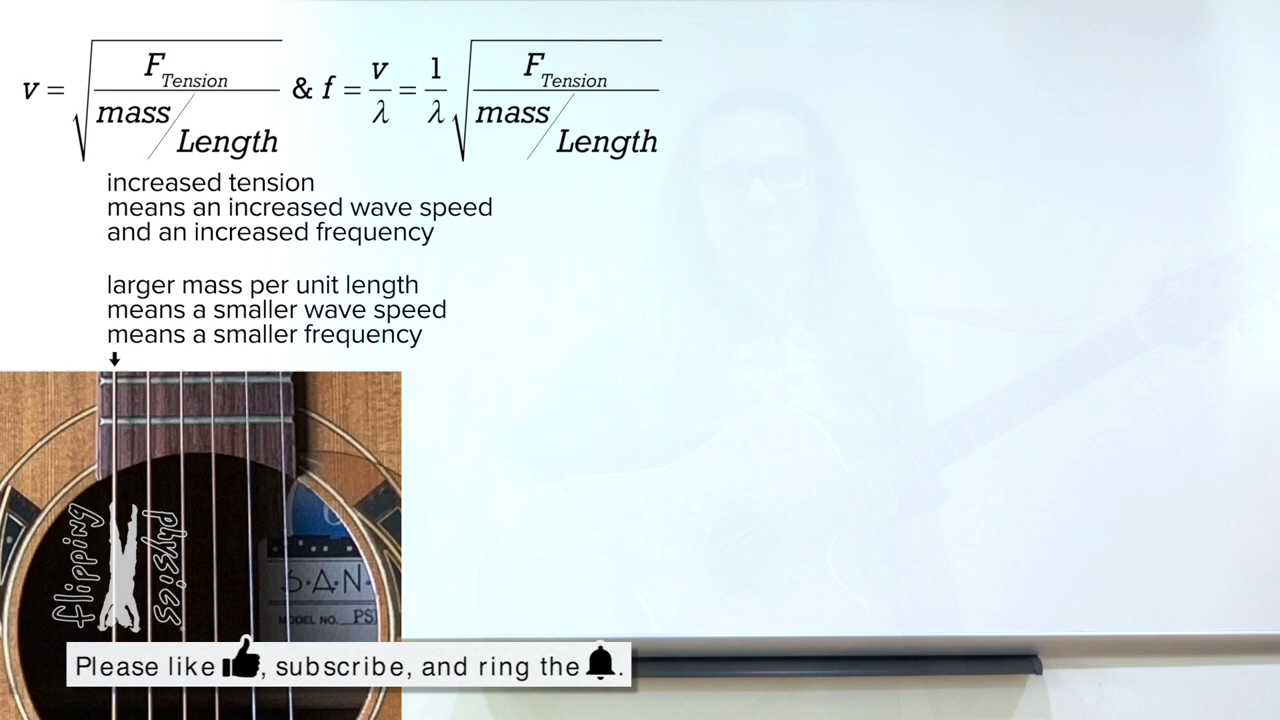 v = √(F_Tension / (mass/Length)) & f = v/λ = 1/λ √(F_Tension / (mass/Length))
increased tension
means an increased wave speed
and an increased frequency
larger mass per unit length
means a smaller wave speed
means a smaller frequency
flipping
physics
S·A·N
MODEL NO. PS
Please like 👍, subscribe, and ring the 🔔.